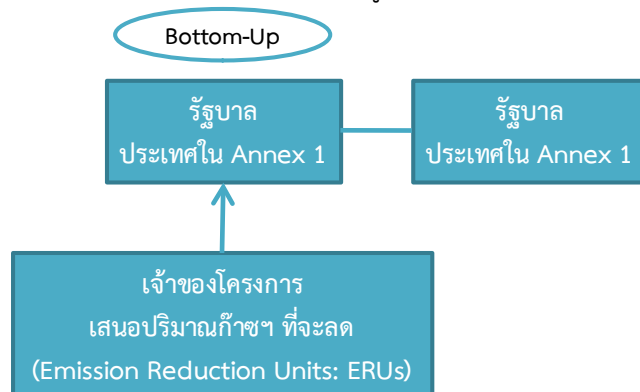 Bottom-Up
รัฐบาล
ประเทศใน Annex 1
รัฐบาล
ประเทศใน Annex 1
เจ้าของโครงการ
เสนอปริมาณก๊าซฯ ที่จะลด
(Emission Reduction Units: ERUs)